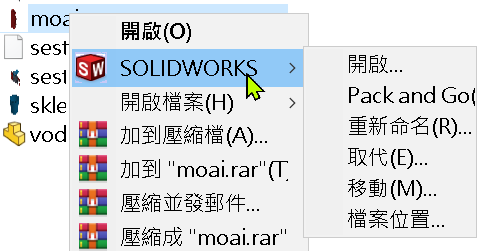 moai
sest
sest
skle
vod
開啟(O)
SW
SOLIDWORKS
開啟檔案(H)
加到壓縮檔(A)...
加到 "moai.rar"(T)
壓縮並發郵件...
壓縮成 "moai.rar"
開啟...
Pack and Go(
重新命名(R)...
取代(E)...
移動(M)...
檔案位置...